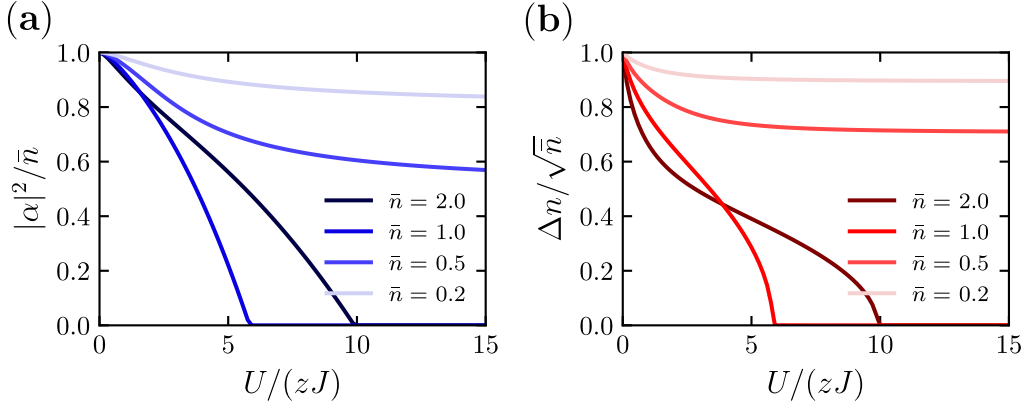 (a)
1.0
0.8
0.6
0.4
0.2
0.0
|α|²/n̄
n̄ = 2.0
n̄ = 1.0
n̄ = 0.5
n̄ = 0.2
0 5 10 15
U/(zJ)
(b)
1.0
0.8
0.6
0.4
0.2
0.0
Δn/√n̄
n̄ = 2.0
n̄ = 1.0
n̄ = 0.5
n̄ = 0.2
0 5 10 15
U/(zJ)